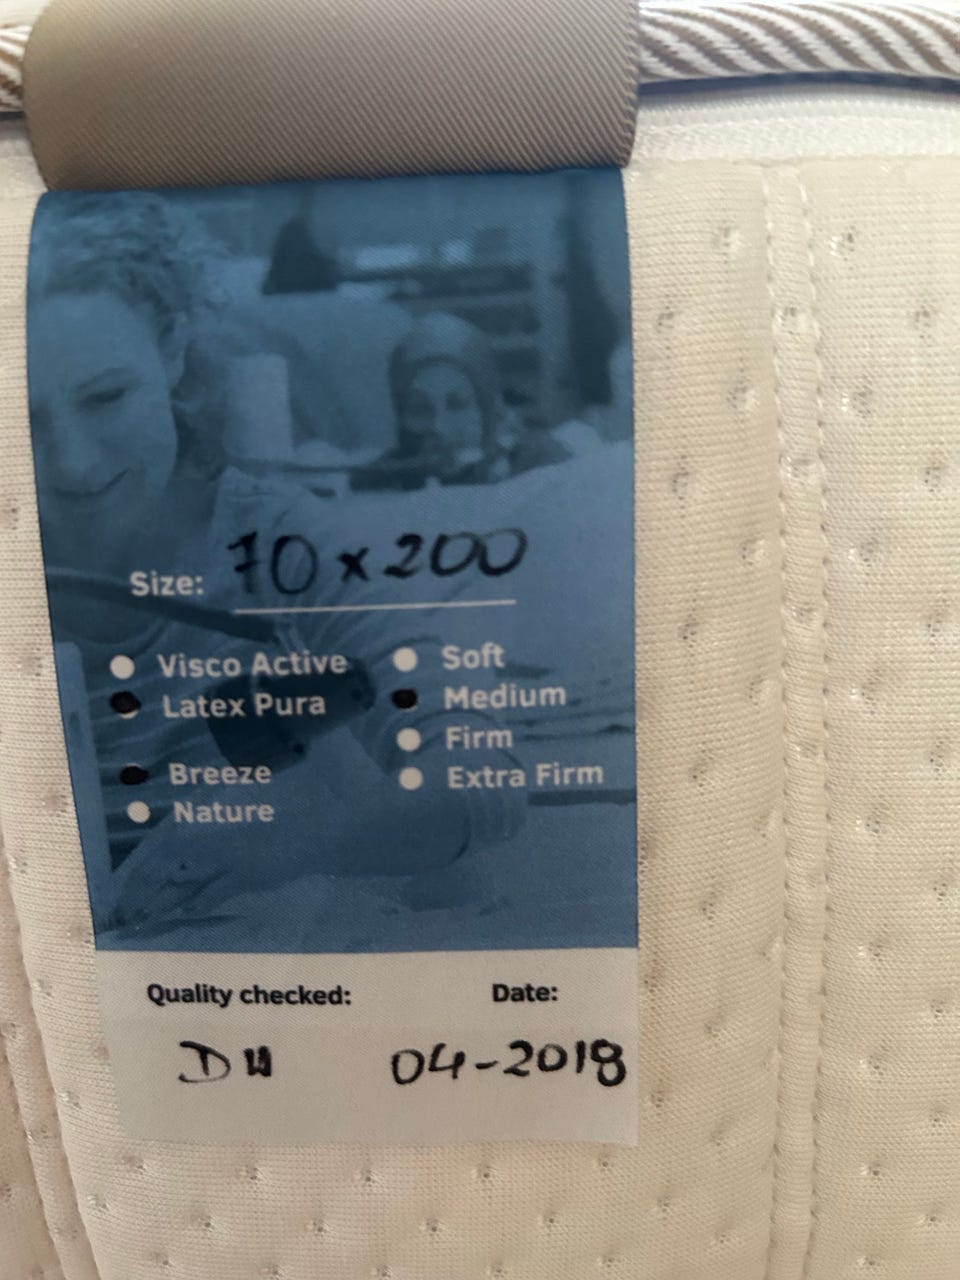 Size: 70 x 200
Visco Active
Latex Pura
Breeze
Nature
Soft
Medium
Firm
Extra Firm
Quality checked: Date:
04-2018